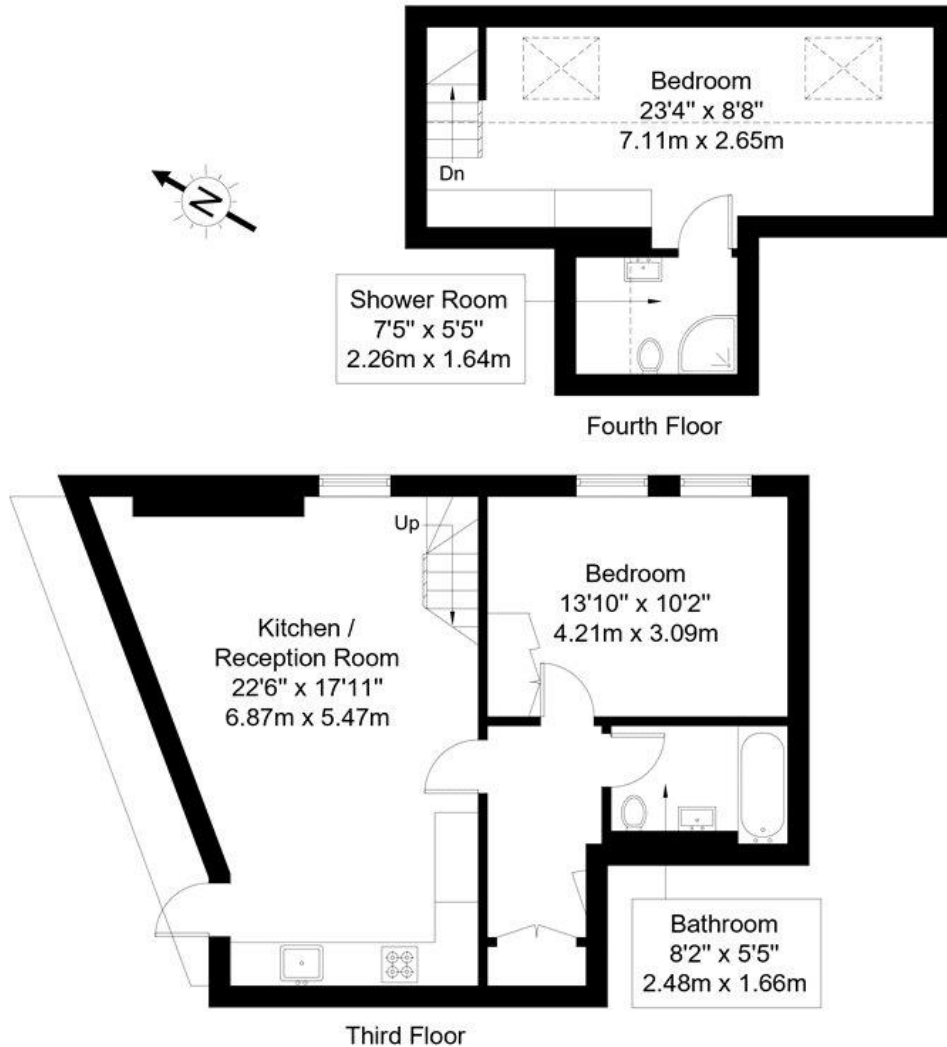 Bedroom
23'4" x 8'8"
7.11m x 2.65m
Dn
N
Shower Room
7'5" x 5'5"
2.26m x 1.64m
Fourth Floor
Up
Bedroom
13'10" x 10'2"
4.21m x 3.09m
Kitchen /
Reception Room
22'6" x 17'11"
6.87m x 5.47m
Bathroom
8'2" x 5'5"
2.48m x 1.66m
Third Floor